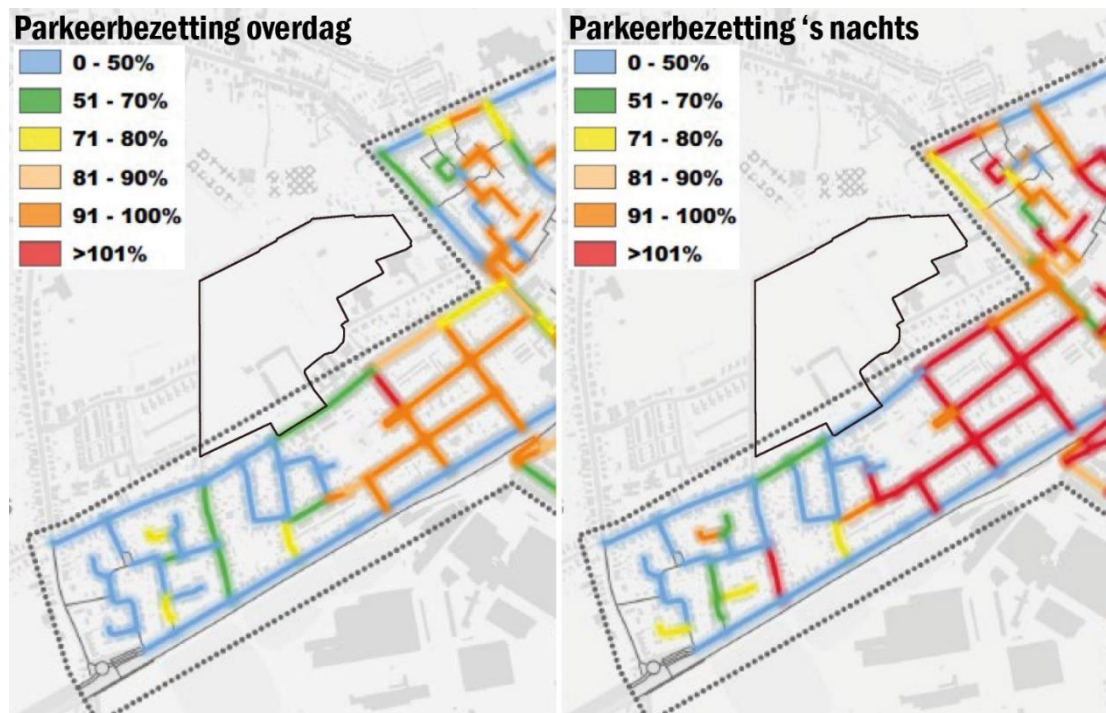 Parkeerbezetting overdag
0 - 50%
51 - 70%
71 - 80%
81 - 90%
91 - 100%
>101%
Parkeerbezetting ‘s nachts
0 - 50%
51 - 70%
71 - 80%
81 - 90%
91 - 100%
>101%